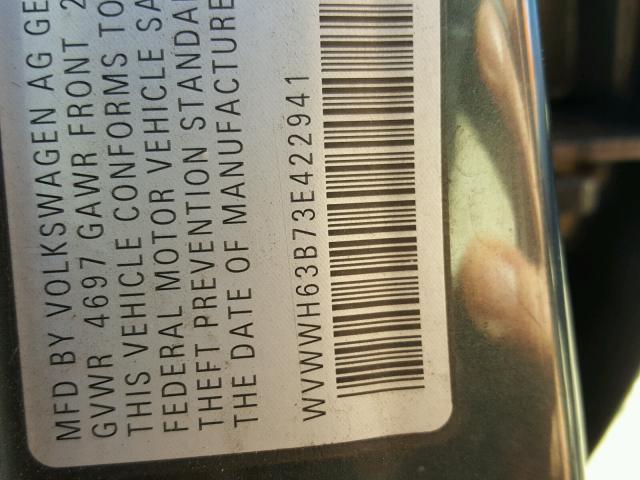 MFD BY VOLKSWAGEN AG GE
GVWR 4697 GAWR FRONT 2
THIS VEHICLE CONFORMS TO
FEDERAL MOTOR VEHICLE SA
THEFT PREVENTION STANDA
THE DATE OF MANUFACTURE
WVWWH63B73E422941